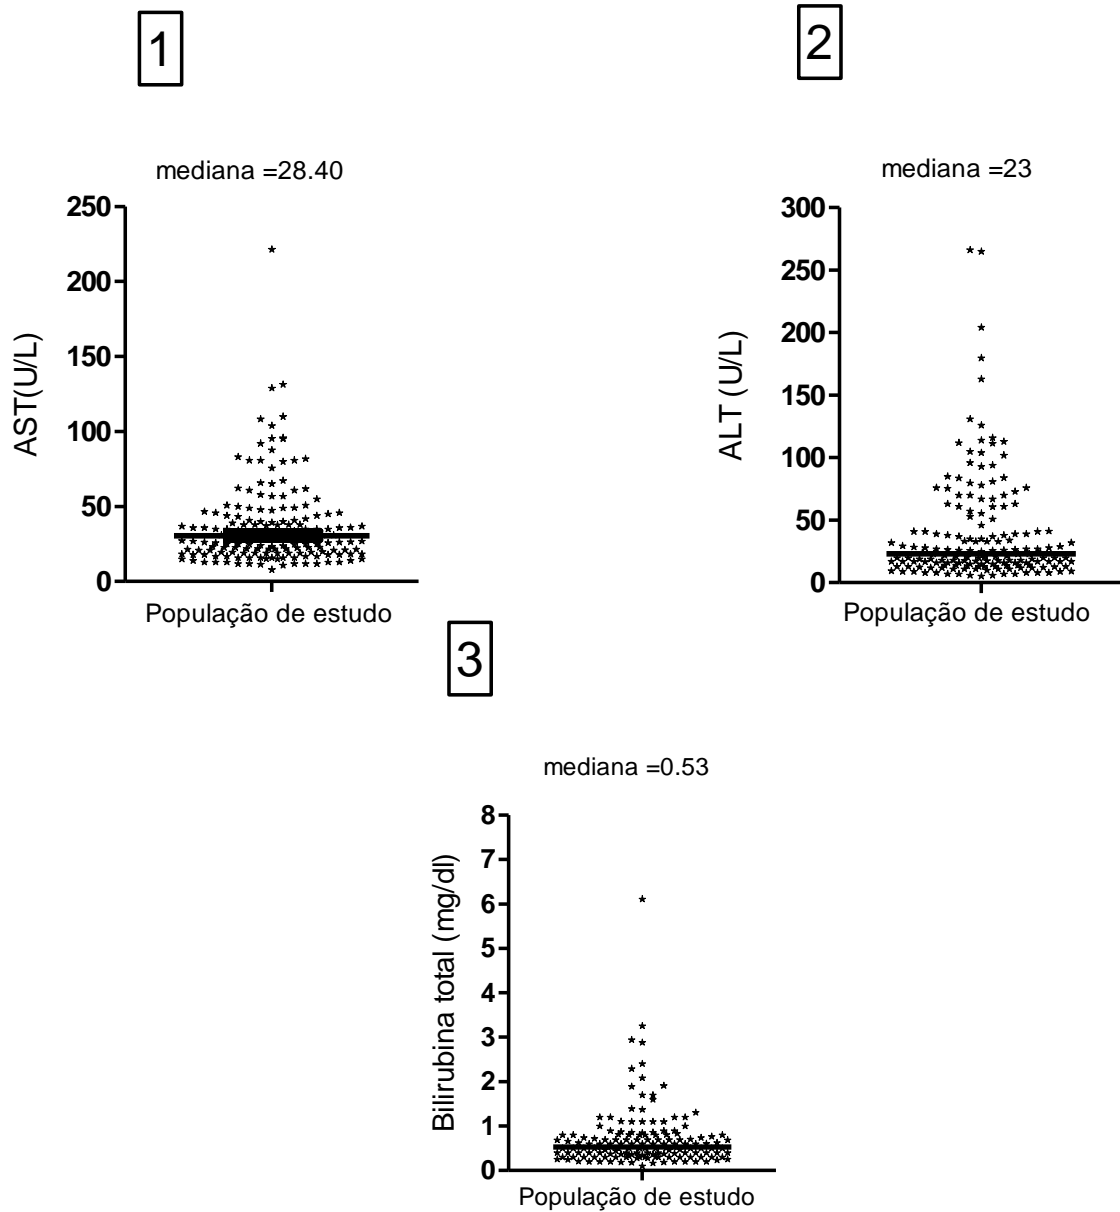 1
mediana =28.40
250
200
150
100
50
0
AST(U/L)
População de estudo
2
mediana =23
300
250
200
150
100
50
0
ALT (U/L)
População de estudo
3
mediana =0.53
8
7
6
5
4
3
2
1
0
Bilirubina total (mg/dl)
População de estudo